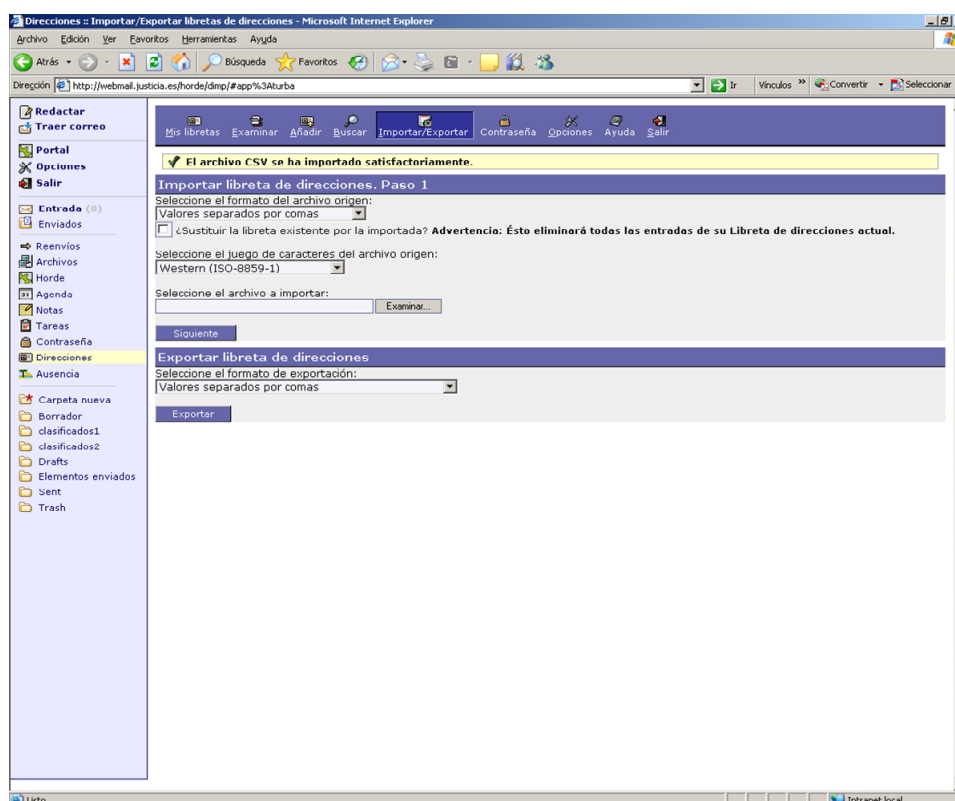 Direcciones :: Importar/Exportar libretas de direcciones - Microsoft Internet Explorer
Archivo Edición Ver Favoritos Herramientas Ayuda
Atrás Búsqueda Favoritos
Dirección http://webmail.justicia.es/horde/dimp/#app%3Aturba Ir Vínculos » Convertir Seleccionar
Redactar
Traer correo
Portal
Opciones
Salir
Entrada (0)
Enviados
Reenvíos
Archivos
Horde
Agenda
Notas
Tareas
Contraseña
Direcciones
Ausencia
Carpeta nueva
Borrador
clasificados1
clasificados2
Drafts
Elementos enviados
Sent
Trash
Mis libretas Examinar Añadir Buscar Importar/Exportar Contraseña Opciones Ayuda Salir
El archivo CSV se ha importado satisfactoriamente.
Importar libreta de direcciones. Paso 1
Seleccione el formato del archivo origen:
Valores separados por comas
¿Sustituir la libreta existente por la importada? Advertencia: Ésto eliminará todas las entradas de su Libreta de direcciones actual.
Seleccione el juego de caracteres del archivo origen:
Western (ISO-8859-1)
Seleccione el archivo a importar:
Examinar...
Siguiente
Exportar libreta de direcciones
Seleccione el formato de exportación:
Valores separados por comas
Exportar
Listo Intranet local